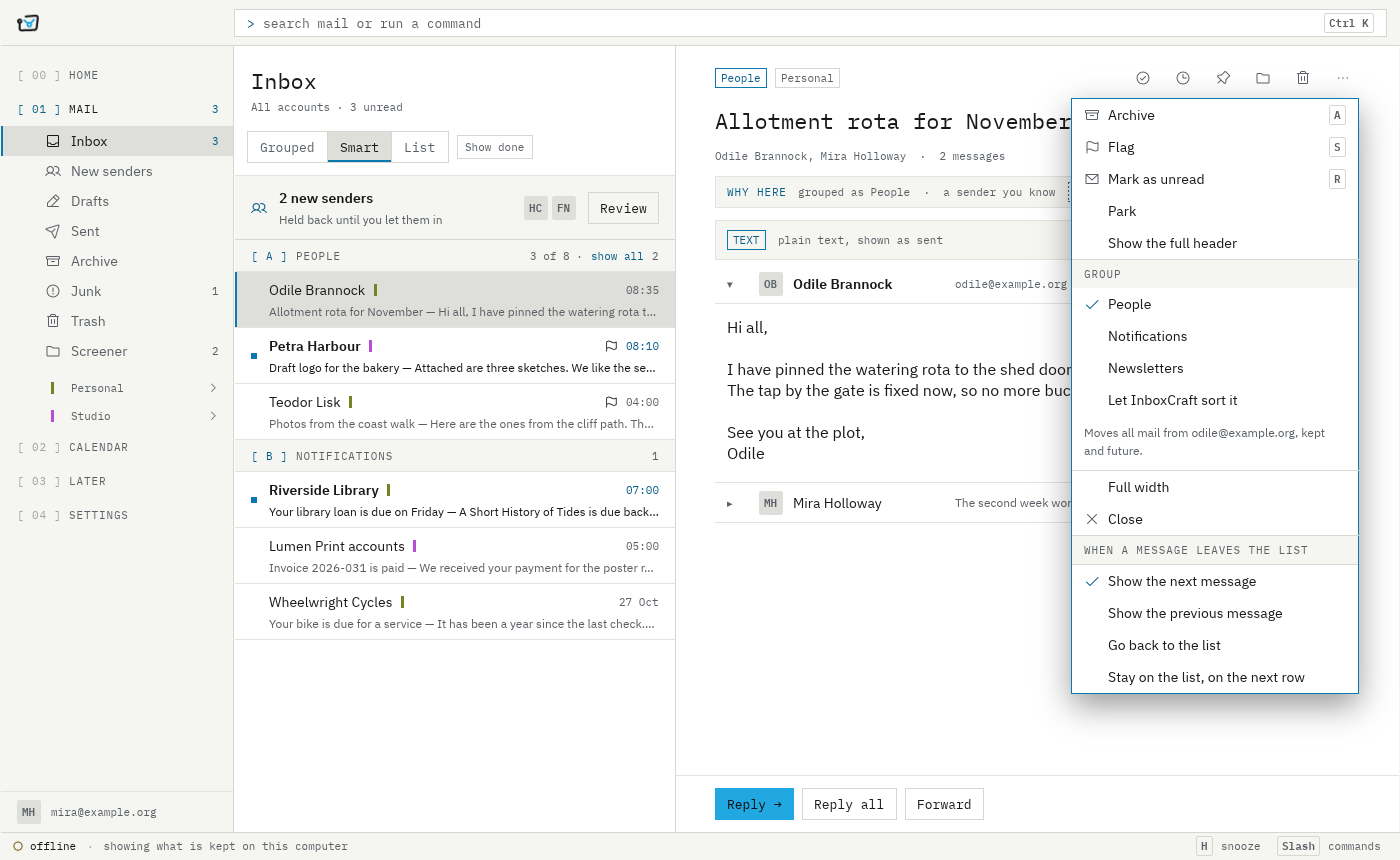 > search mail or run a command Ctrl K
[ 00 ] HOME
[ 01 ] MAIL 3
Inbox 3
New senders
Drafts
Sent
Archive
Junk 1
Trash
Screener 2
Personal
Studio
[ 02 ] CALENDAR
[ 03 ] LATER
[ 04 ] SETTINGS
MH mira@example.org
Inbox
All accounts · 3 unread
Grouped Smart List Show done
2 new senders
Held back until you let them in
HC FN Review
[ A ] PEOPLE 3 of 8 · show all 2
Odile Brannock 08:35
Allotment rota for November — Hi all, I have pinned the watering rota t…
Petra Harbour 08:10
Draft logo for the bakery — Attached are three sketches. We like the se…
Teodor Lisk 04:00
Photos from the coast walk — Here are the ones from the cliff path. Th…
[ B ] NOTIFICATIONS 1
Riverside Library 07:00
Your library loan is due on Friday — A Short History of Tides is due back…
Lumen Print accounts 05:00
Invoice 2026-031 is paid — We received your payment for the poster r…
Wheelwright Cycles 27 Oct
Your bike is due for a service — It has been a year since the last check.…
People Personal
Allotment rota for November
Odile Brannock, Mira Holloway · 2 messages
WHY HERE grouped as People · a sender you know
TEXT plain text, shown as sent
OB Odile Brannock odile@example.org
Hi all,
I have pinned the watering rota to the shed door
The tap by the gate is fixed now, so no more buc
See you at the plot,
Odile
MH Mira Holloway The second week wor
Reply → Reply all Forward
Archive A
Flag S
Mark as unread R
Park
Show the full header
GROUP
People
Notifications
Newsletters
Let InboxCraft sort it
Moves all mail from odile@example.org, kept
and future.
Full width
Close
WHEN A MESSAGE LEAVES THE LIST
Show the next message
Show the previous message
Go back to the list
Stay on the list, on the next row
offline · showing what is kept on this computer
H snooze Slash commands